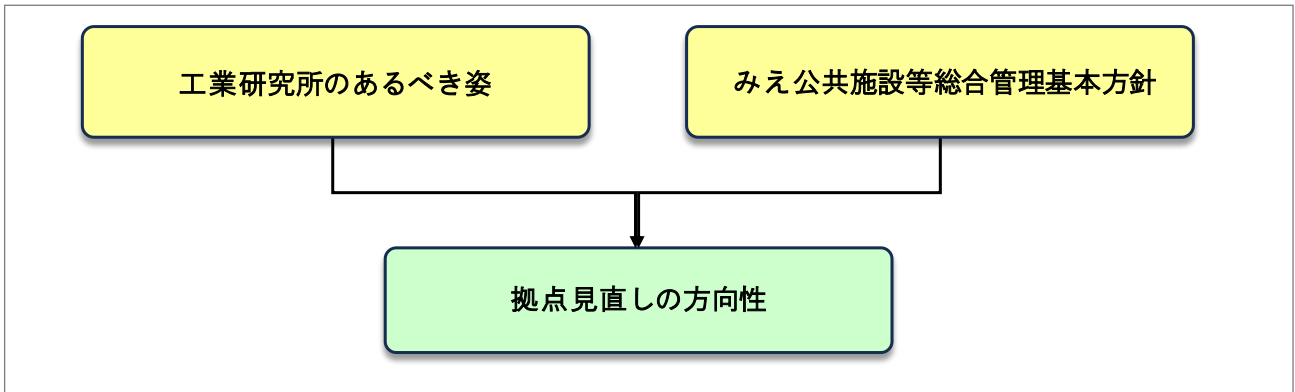 工業研究所のあるべき姿
みえ公共施設等総合管理基本方針
拠点見直しの方向性